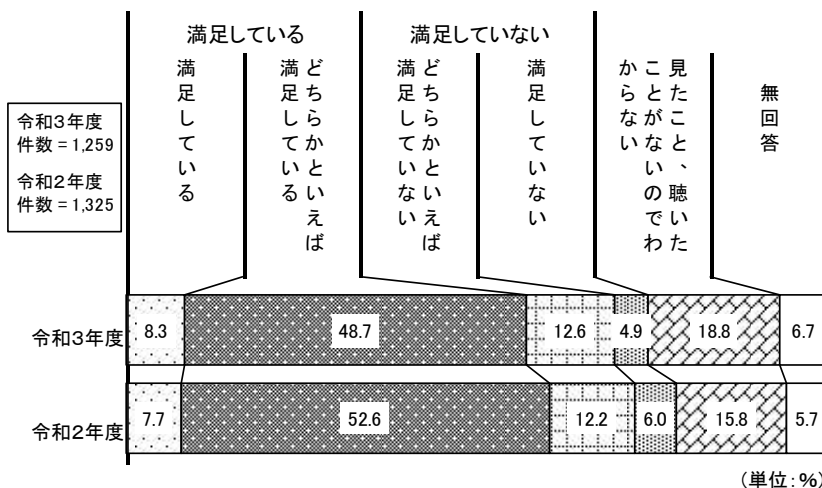 満足している
満足していない
満足している
どちらかといえば
満足している
どちらかといえば
満足していない
満足していない
見たこと、聴いた
ことがないのでわ
からない
無回答
令和3年度
件数＝1,259
令和2年度
件数＝1,325
令和3年度
8.3
48.7
12.6
4.9
18.8
6.7
令和2年度
7.7
52.6
12.2
6.0
15.8
5.7
(単位:%)